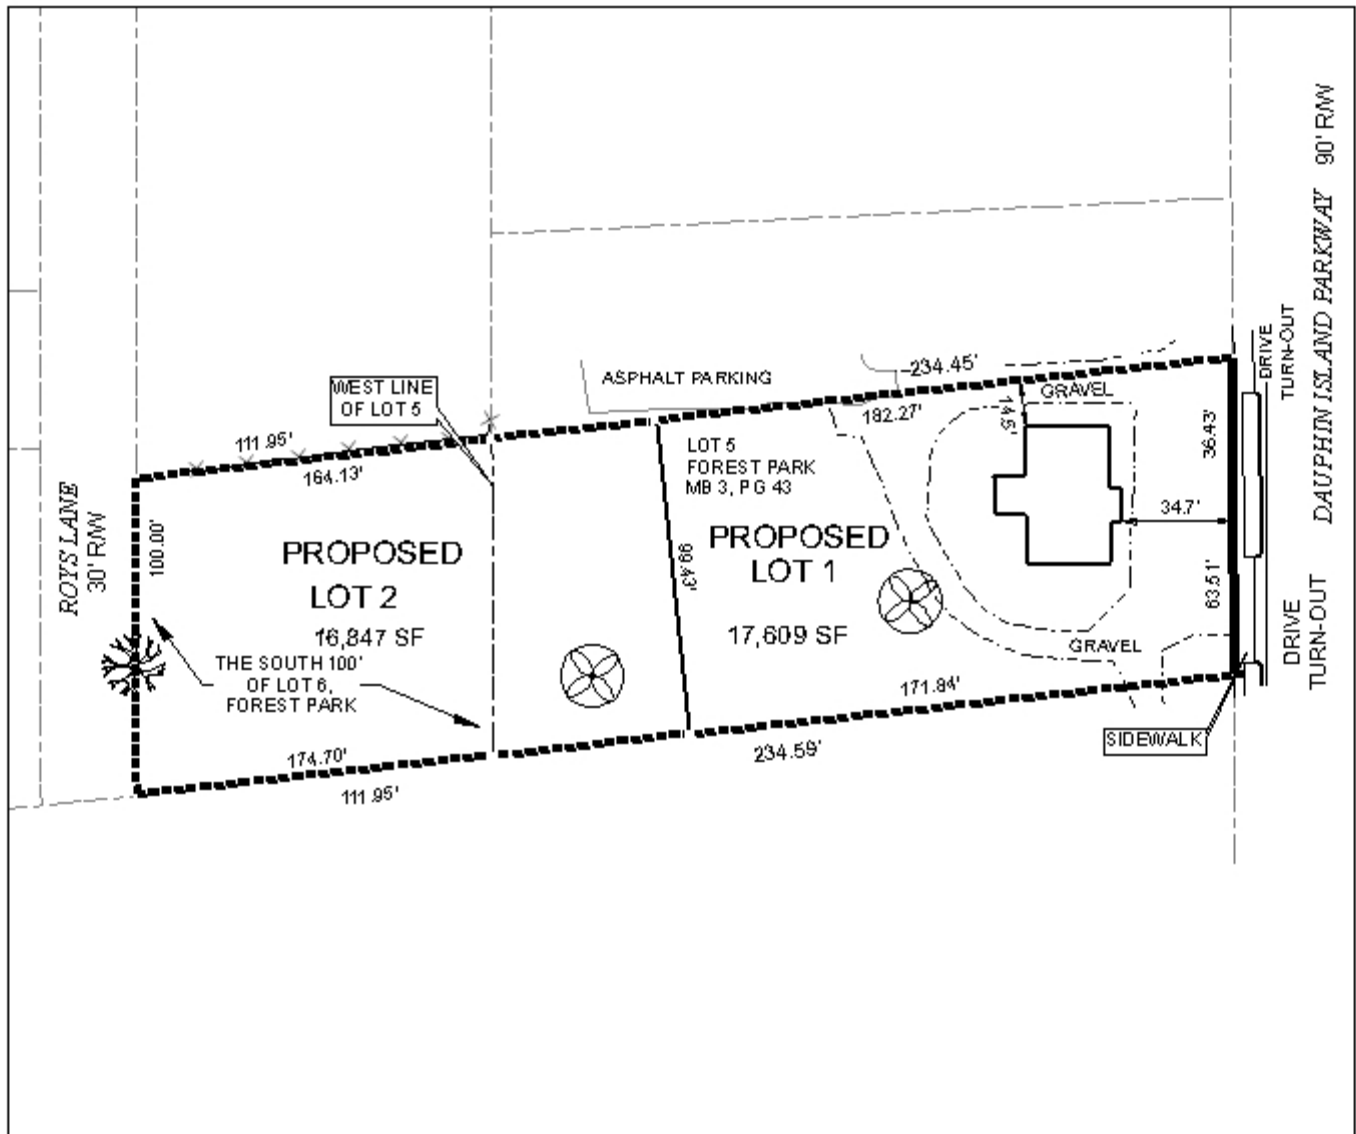 DAUPHIN ISLAND PARKWAY 90' R/W
DRIVE
TURN-OUT
234.45'
ASPHALT PARKING
GRAVEL
182.27'
14.5'
36.43'
WEST LINE
OF LOT 5
111.95'
164.13'
LOT 5
FOREST PARK
MB 3, PG 43
ROYS LANE
30' R/W
100.00'
PROPOSED
LOT 2
16,847 SF
99.43'
PROPOSED
LOT 1
17,609 SF
34.7'
63.51'
DRIVE
TURN-OUT
THE SOUTH 100'
OF LOT 6,
FOREST PARK
GRAVEL
171.84'
SIDEWALK
174.70'
234.59'
111.95'